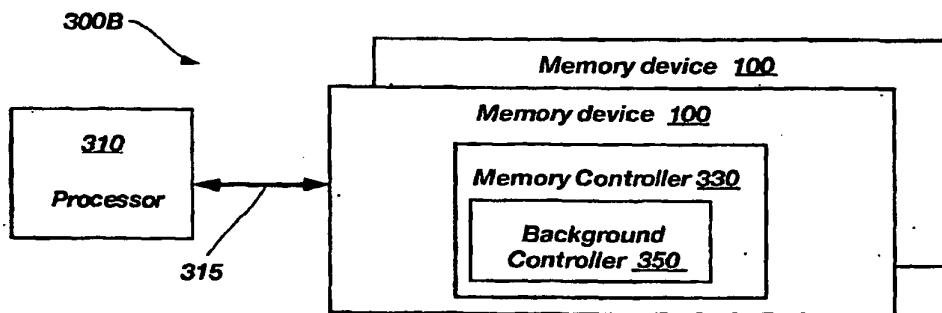 300B
Memory device 100
Memory device 100
310
Processor
Memory Controller 330
Background
Controller 350
315